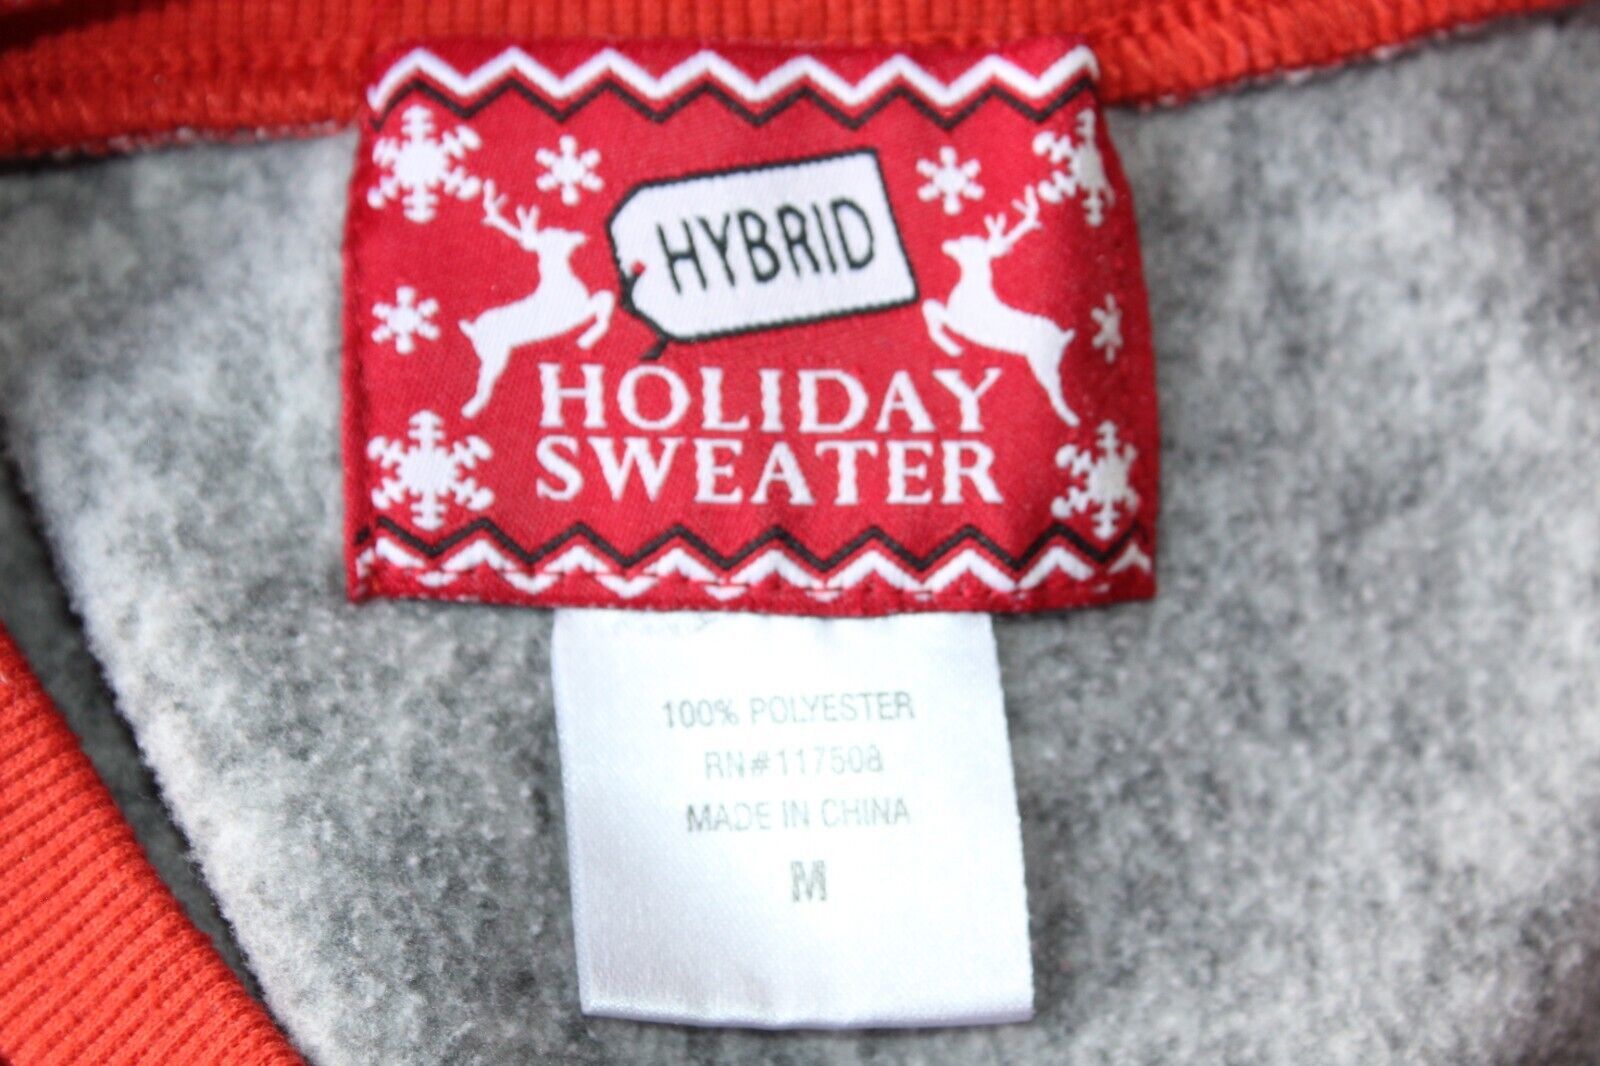 HYBRID
HOLIDAY
SWEATER
100% POLYESTER
RN#117508
MADE IN CHINA
M